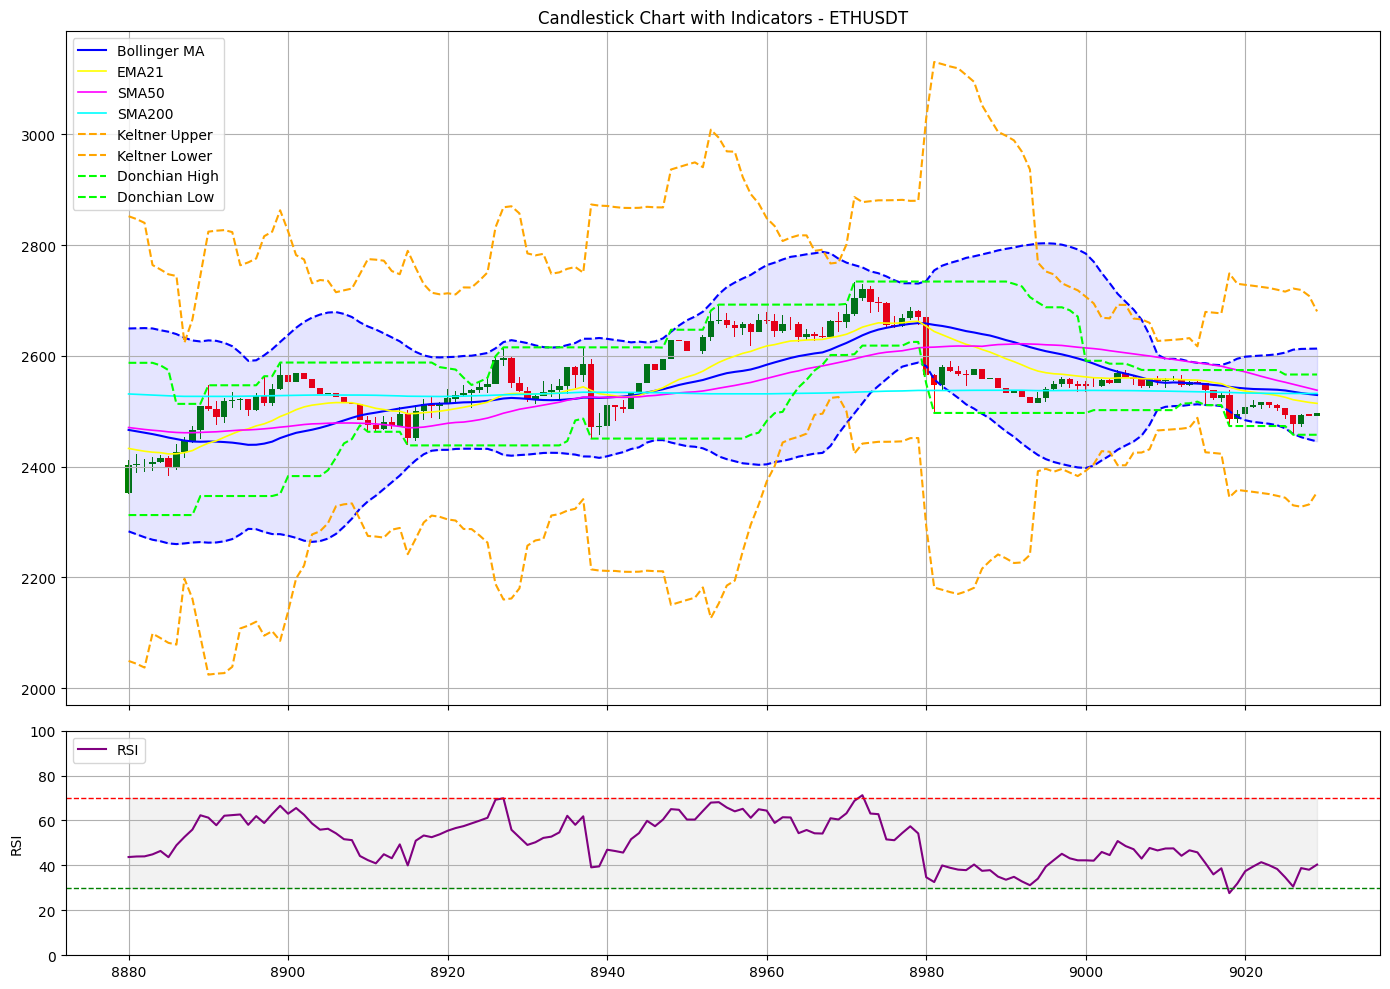 Candlestick Chart with Indicators - ETHUSDT
Bollinger MA
EMA21
SMA50
SMA200
Keltner Upper
Keltner Lower
Donchian High
Donchian Low
3000
2800
2600
2400
2200
2000
RSI
100
80
60
40
20
0
RSI
8880
8900
8920
8940
8960
8980
9000
9020